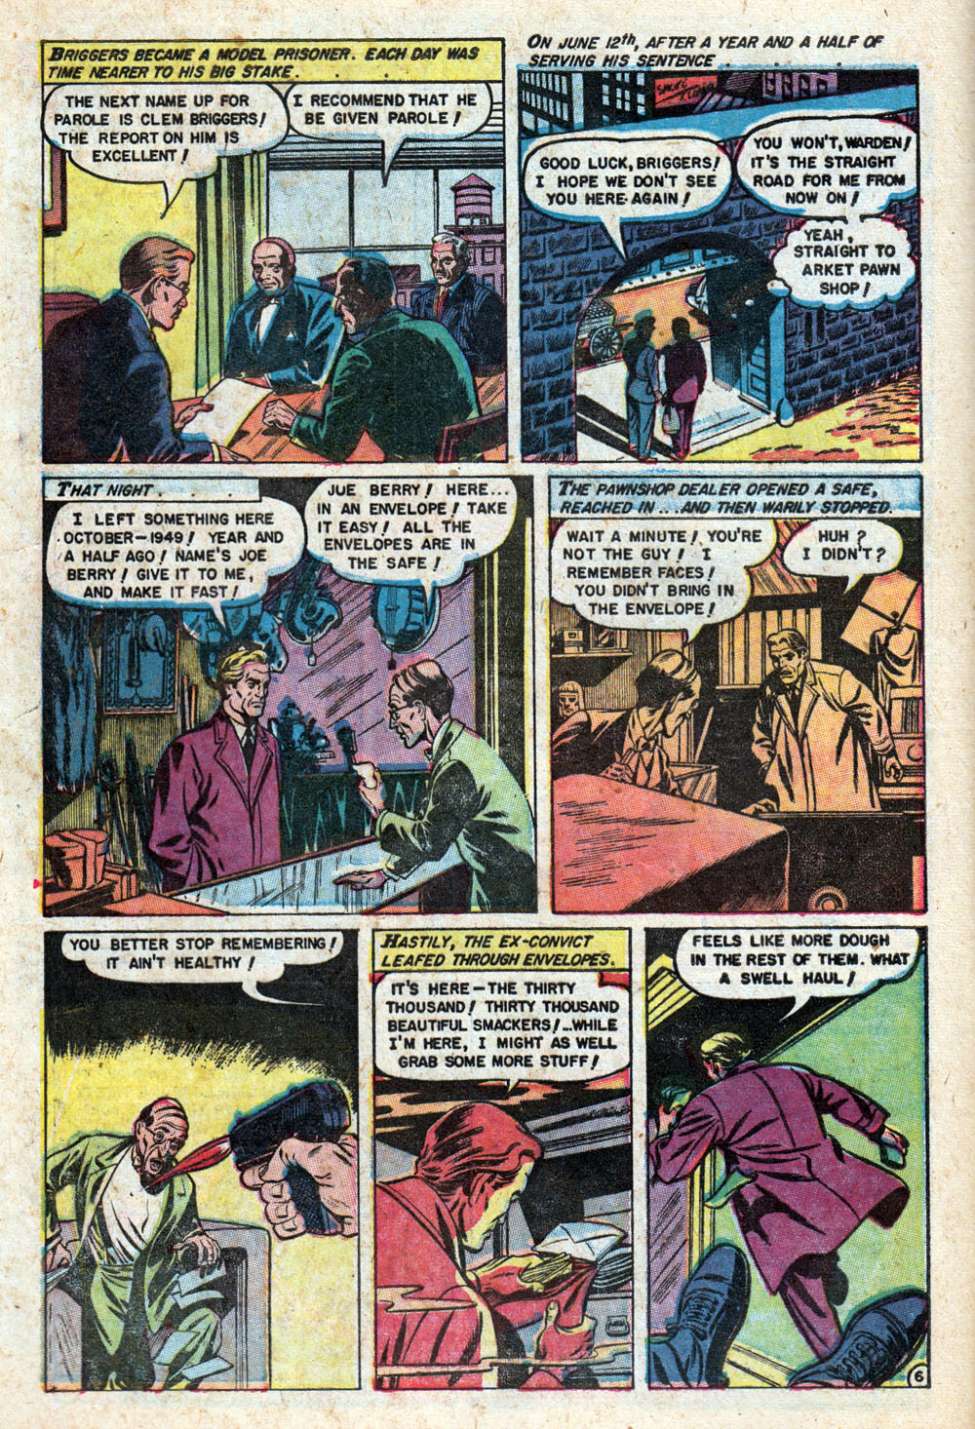 BRIGGERS BECAME A MODEL PRISONER. EACH DAY WAS
TIME NEARER TO HIS BIG STAKE. . . .
THE NEXT NAME UP FOR
PAROLE IS CLEM BRIGGERS!
THE REPORT ON HIM IS
EXCELLENT!
I RECOMMEND THAT HE
BE GIVEN PAROLE!
ON JUNE 12th, AFTER A YEAR AND A HALF OF
SERVING HIS SENTENCE . . . .
GOOD LUCK, BRIGGERS!
I HOPE WE DON'T SEE
YOU HERE AGAIN!
YOU WON'T, WARDEN!
IT'S THE STRAIGHT
ROAD FOR ME FROM
NOW ON!
YEAH,
STRAIGHT TO
ARKET PAWN
SHOP!
THAT NIGHT . . . .
I LEFT SOMETHING HERE
OCTOBER-1949! YEAR AND
A HALF AGO! NAME'S JOE
BERRY! GIVE IT TO ME,
AND MAKE IT FAST!
JUE BERRY! HERE...
IN AN ENVELOPE! TAKE
IT EASY! ALL THE
ENVELOPES ARE IN
THE SAFE!
THE PAWNSHOP DEALER OPENED A SAFE,
REACHED IN...AND THEN WARILY STOPPED.
WAIT A MINUTE! YOU'RE
NOT THE GUY! I
REMEMBER FACES!
YOU DIDN'T BRING IN
THE ENVELOPE!
HUH?
I DIDN'T?
YOU BETTER STOP REMEMBERING!
IT AIN'T HEALTHY!
HASTILY, THE EX-CONVICT
LEAFED THROUGH ENVELOPES.
IT'S HERE-THE THIRTY
THOUSAND! THIRTY THOUSAND
BEAUTIFUL SMACKERS!...WHILE
I'M HERE, I MIGHT AS WELL
GRAB SOME MORE STUFF!
FEELS LIKE MORE DOUGH
IN THE REST OF THEM. WHAT
A SWELL HAUL!
6